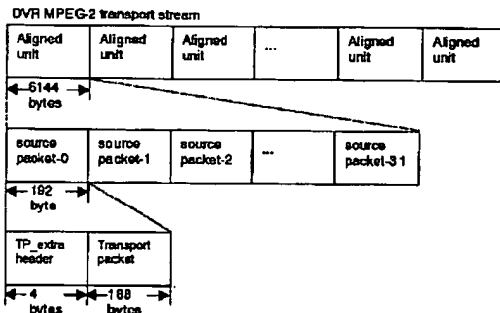 DVR MPEG-2 transport stream
Aligned unit
Aligned unit
Aligned unit
...
Aligned unit
Aligned unit
6144 bytes
source packet-0
source packet-1
source packet-2
...
source packet-31
192 byte
TP_extra header
Transport packet
4 bytes
188 bytes